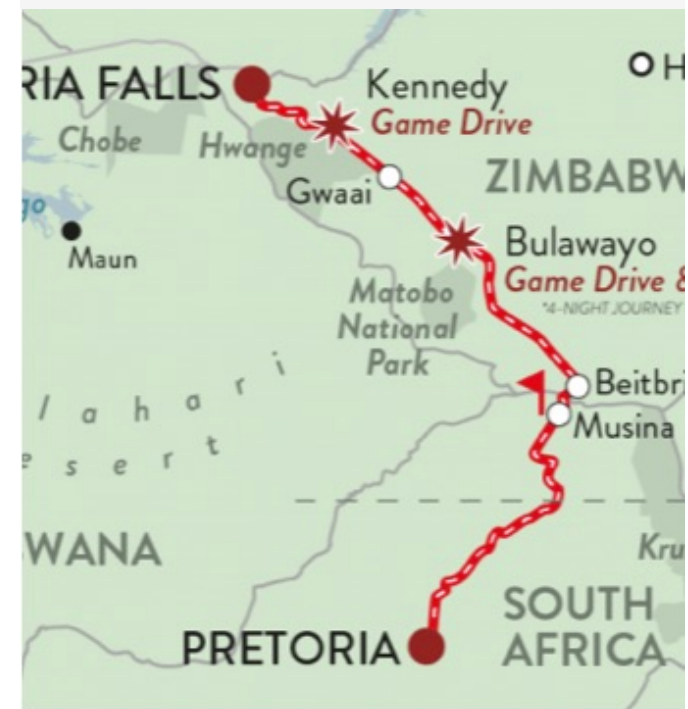 RIA FALLS
Kennedy
Game Drive
H
Chobe
Hwange
Gwaai
ZIMBABW
go
Maun
Bulawayo
Game Drive &
*4-NIGHT JOURNEY
Matobo
National
Park
l a h a r i
e s e r t
Beitbri
Musina
WANA
Kru
PRETORIA
SOUTH
AFRICA